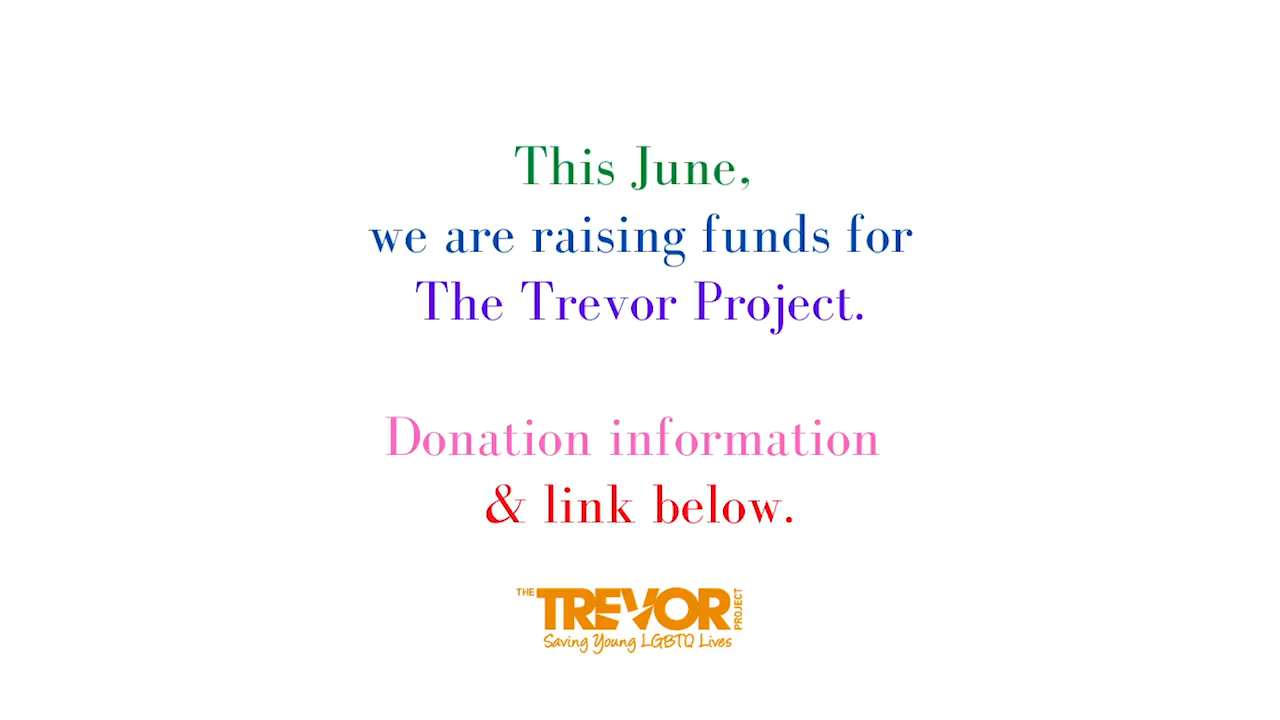 This June,
we are raising funds for
The Trevor Project.
Donation information
& link below.
THE TREVOR PROJECT
Saving Young LGBTQ Lives